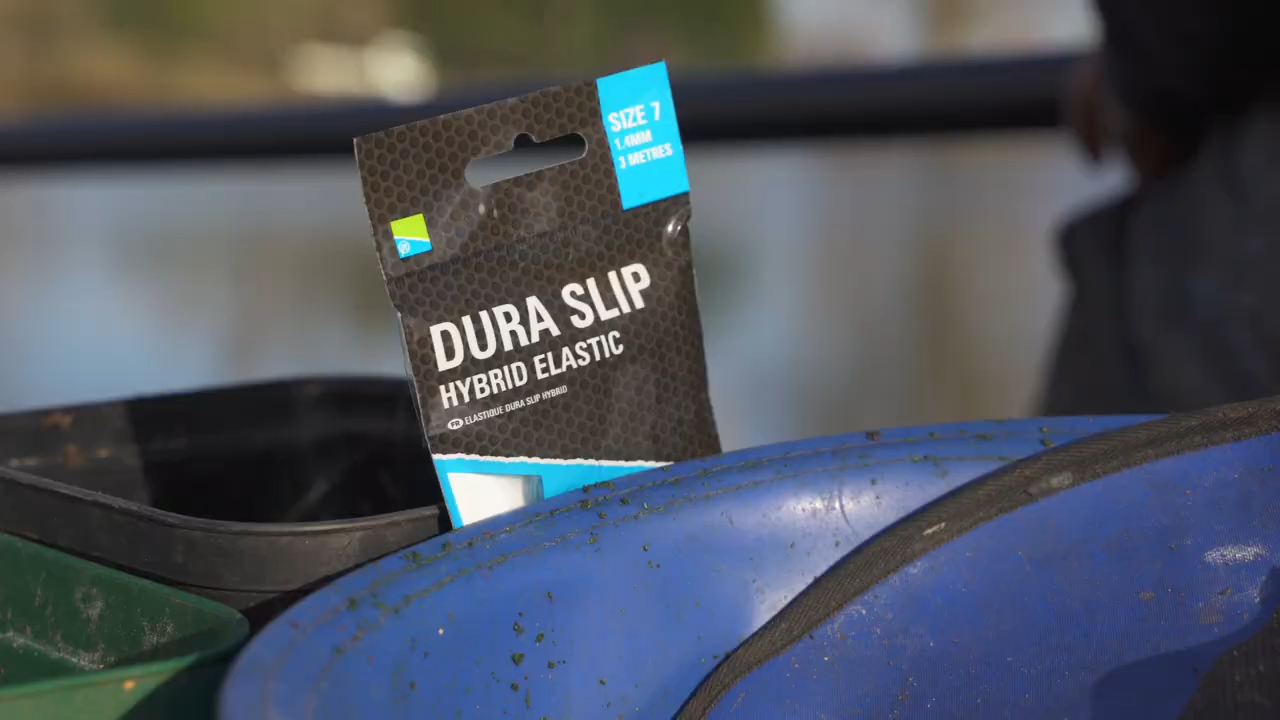 SIZE 7
1.4MM
3 METRES
DURA SLIP
HYBRID ELASTIC
FR ELASTIQUE DURA SLIP HYBRID